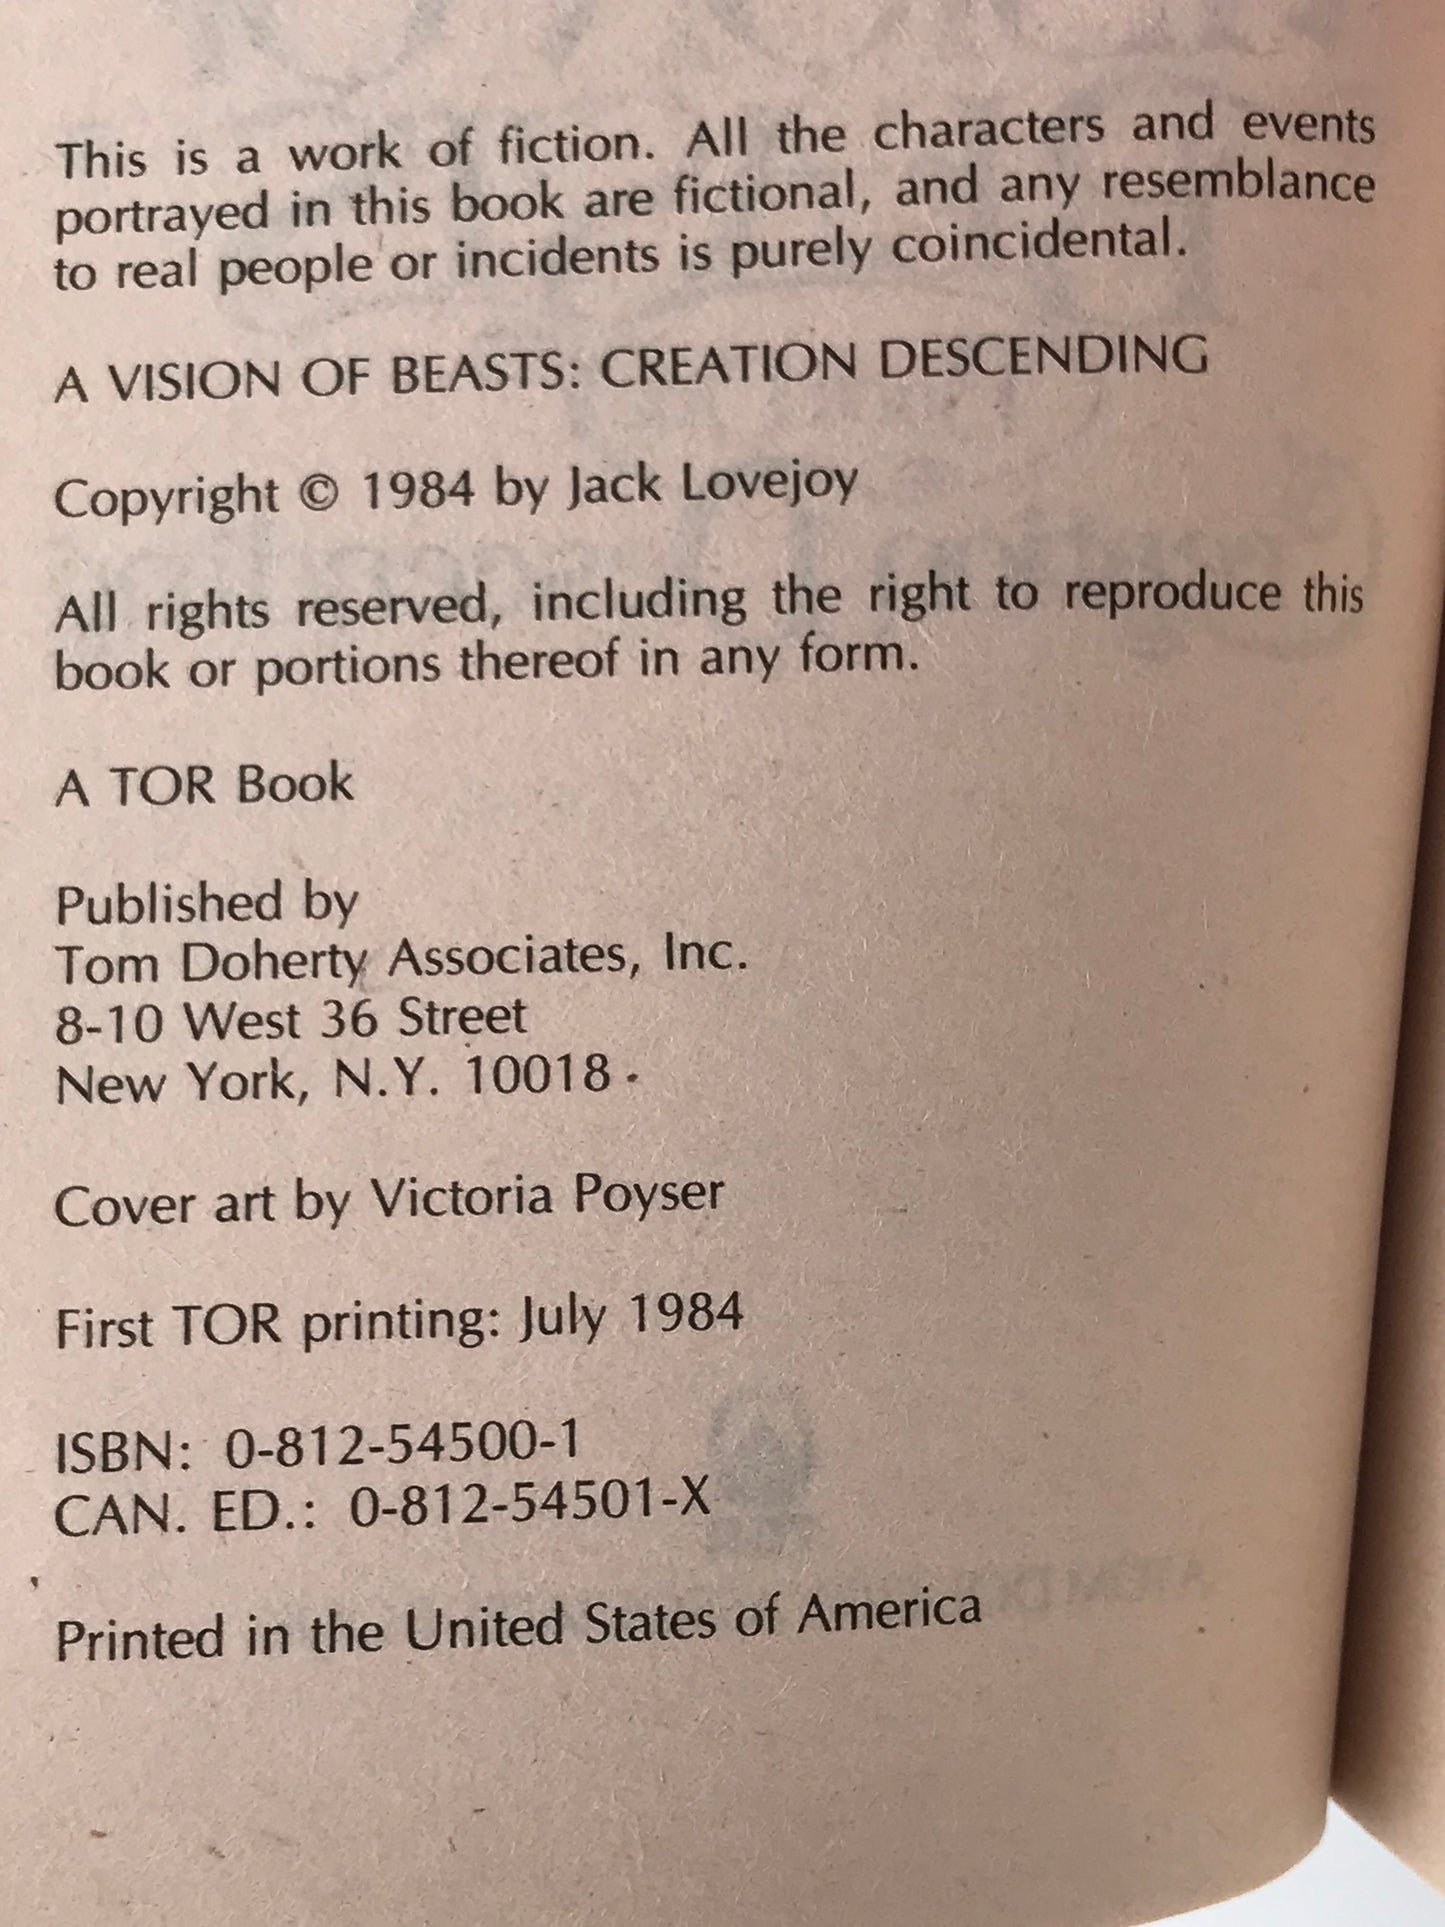 This is a work of fiction. All the characters and events
portrayed in this book are fictional, and any resemblance
to real people or incidents is purely coincidental.
A VISION OF BEASTS: CREATION DESCENDING
Copyright © 1984 by Jack Lovejoy
All rights reserved, including the right to reproduce this
book or portions thereof in any form.
A TOR Book
Published by
Tom Doherty Associates, Inc.
8-10 West 36 Street
New York, N.Y. 10018
Cover art by Victoria Poyser
First TOR printing: July 1984
ISBN: 0-812-54500-1
CAN. ED.: 0-812-54501-X
Printed in the United States of America